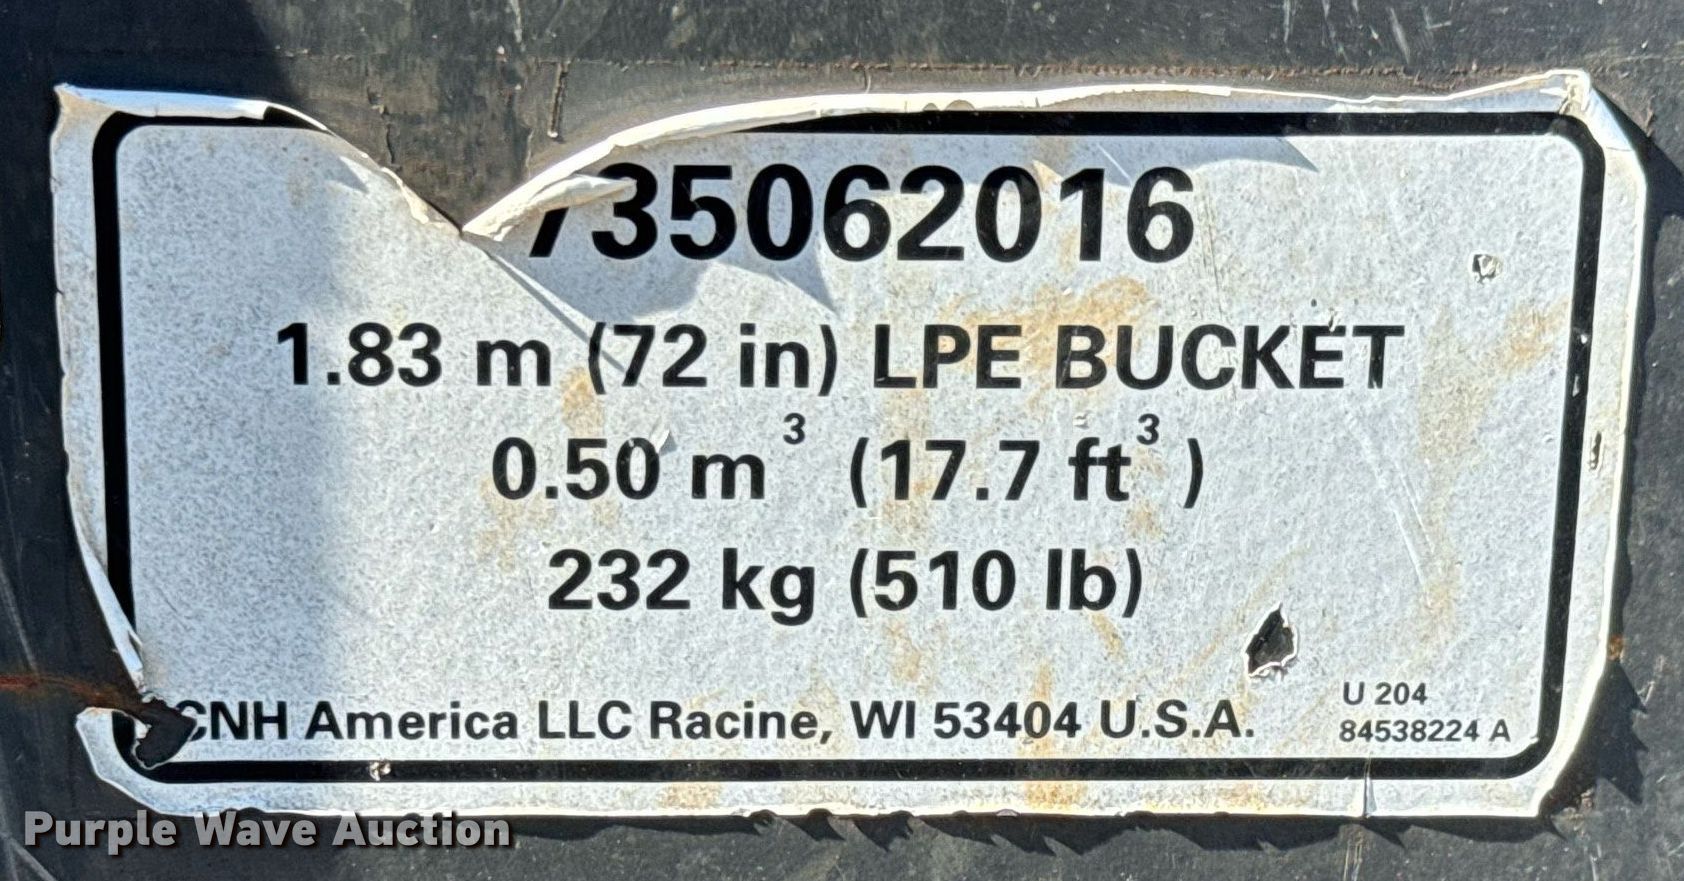 735062016
1.83 m (72 in) LPE BUCKET
0.50 m³ (17.7 ft³)
232 kg (510 lb)
CNH America LLC Racine, WI 53404 U.S.A.
U 204
84538224 A
Purple Wave Auction